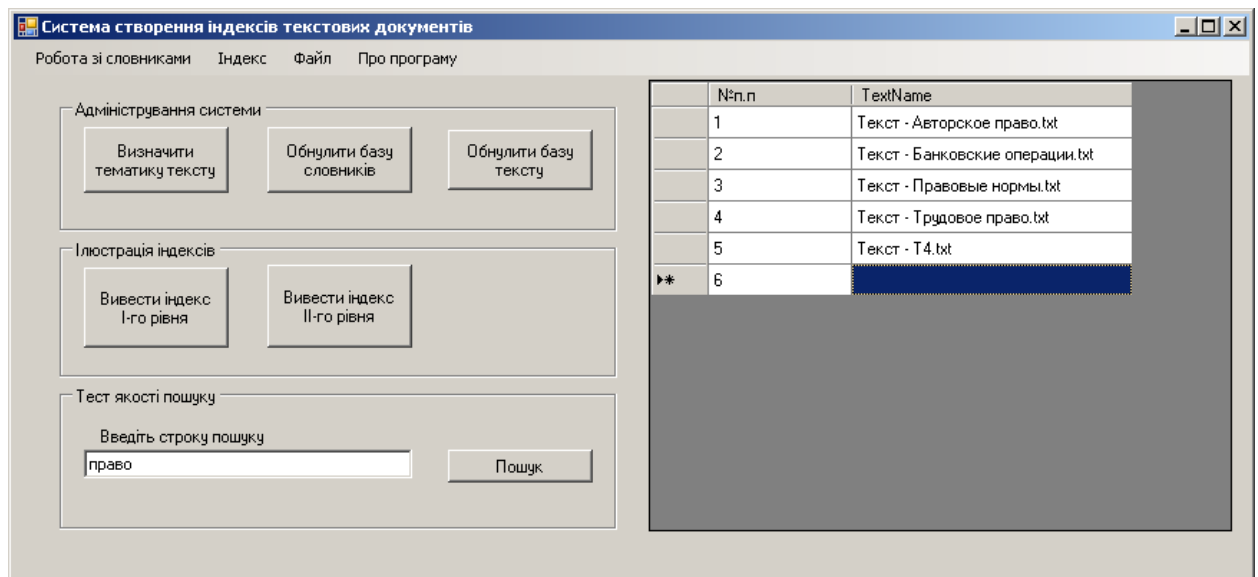 Система створення індексів текстових документів
Робота зі словниками Індекс Файл Про програму
Адміністрування системи
Визначити
тематику тексту
Обнулити базу
словників
Обнулити базу
тексту
Ілюстрація індексів
Вивести індекс
І-го рівня
Вивести індекс
ІІ-го рівня
Тест якості пошуку
Введіть строку пошуку
право
Пошук
№п.п TextName
1 Текст - Авторское право.txt
2 Текст - Банковские операции.txt
3 Текст - Правовые нормы.txt
4 Текст - Трудовое право.txt
5 Текст - Т4.txt
6